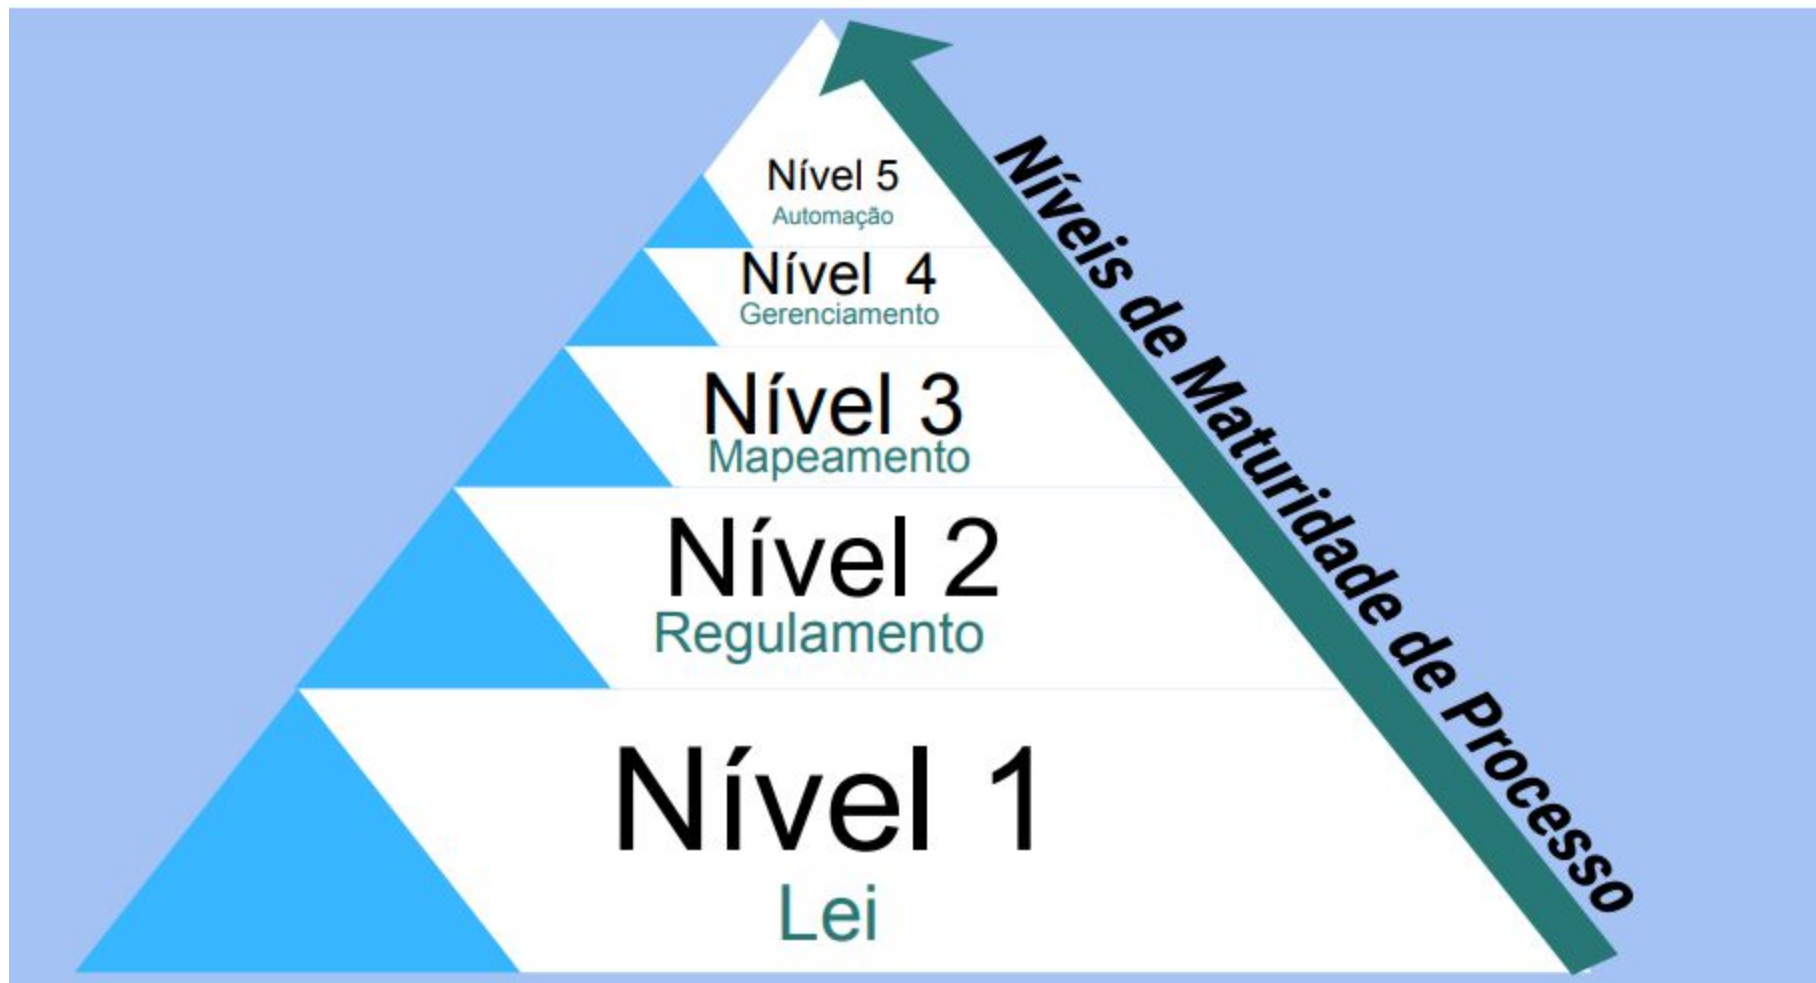 Nível 5
Automação
Nível 4
Gerenciamento
Nível 3
Mapeamento
Nível 2
Regulamento
Nível 1
Lei
Níveis de Maturidade de Processo